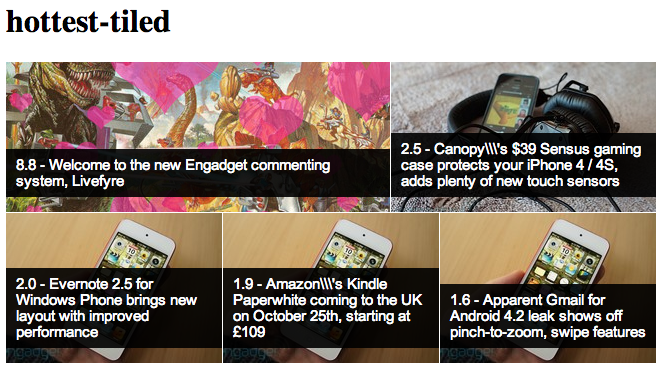 hottest-tiled
8.8 - Welcome to the new Engadget commenting
system, Livefyre
2.5 - Canopy\\\'s $39 Sensus gaming
case protects your iPhone 4 / 4S,
adds plenty of new touch sensors
2.0 - Evernote 2.5 for
Windows Phone brings new
layout with improved
performance
1.9 - Amazon\\\'s Kindle
Paperwhite coming to the UK
on October 25th, starting at
£109
1.6 - Apparent Gmail for
Android 4.2 leak shows off
pinch-to-zoom, swipe features